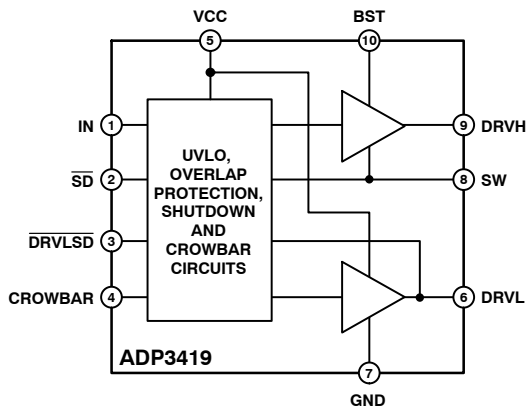 VCC
BST
5
10
IN
1
9
DRVH
UVLO,
OVERLAP
PROTECTION,
SHUTDOWN
AND
CROWBAR
CIRCUITS
SD
2
8
SW
DRVLSD
3
CROWBAR
4
6
DRVL
ADP3419
7
GND